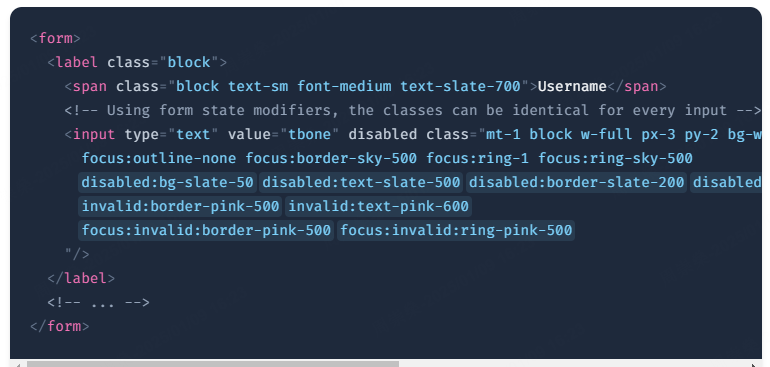 <form>
<label class="block">
<span class="block text-sm font-medium text-slate-700">Username</span>
<!-- Using form state modifiers, the classes can be identical for every input -->
<input type="text" value="tbone" disabled class="mt-1 block w-full px-3 py-2 bg-w
focus:outline-none focus:border-sky-500 focus:ring-1 focus:ring-sky-500
disabled:bg-slate-50 disabled:text-slate-500 disabled:border-slate-200 disabled
invalid:border-pink-500 invalid:text-pink-600
focus:invalid:border-pink-500 focus:invalid:ring-pink-500
"/>
</label>
<!-- ... -->
</form>